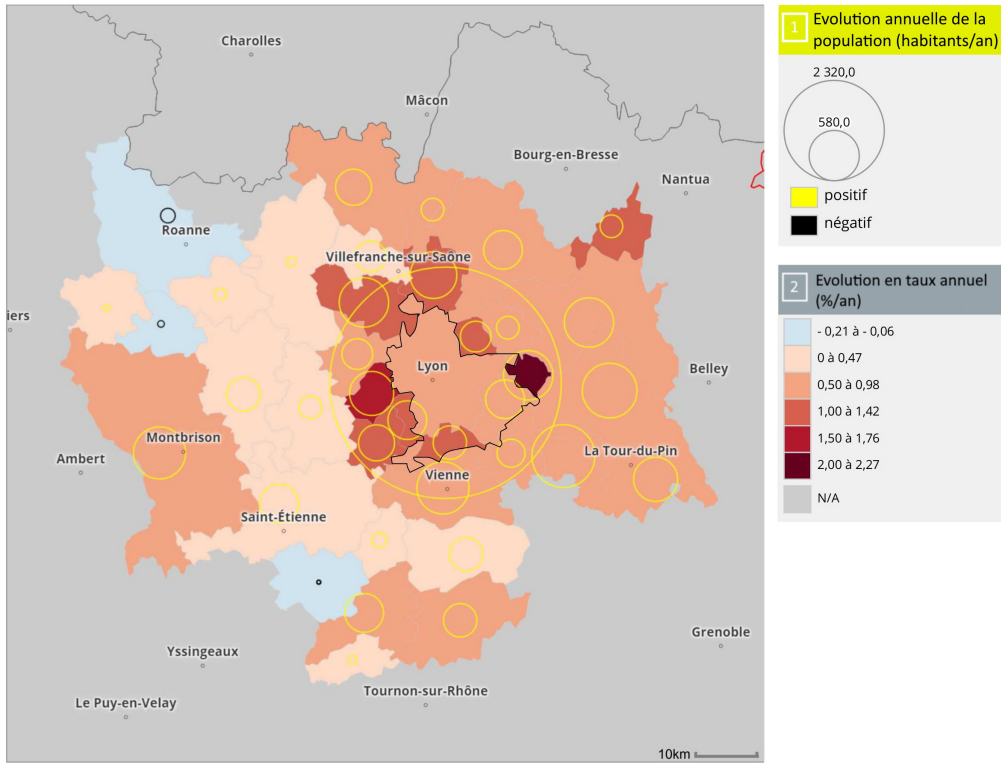 Charolles
Mâcon
Bourg-en-Bresse
Nantua
Roanne
Villefranche-sur-Saône
iers
Lyon
Belley
Montbrison
Ambert
La Tour-du-Pin
Vienne
Saint-Étienne
Grenoble
Yssingeaux
Tournon-sur-Rhône
Le Puy-en-Velay
10km
1
Evolution annuelle de la
population (habitants/an)
2 320,0
580,0
positif
négatif
2
Evolution en taux annuel
(%/an)
- 0,21 à - 0,06
0 à 0,47
0,50 à 0,98
1,00 à 1,42
1,50 à 1,76
2,00 à 2,27
N/A